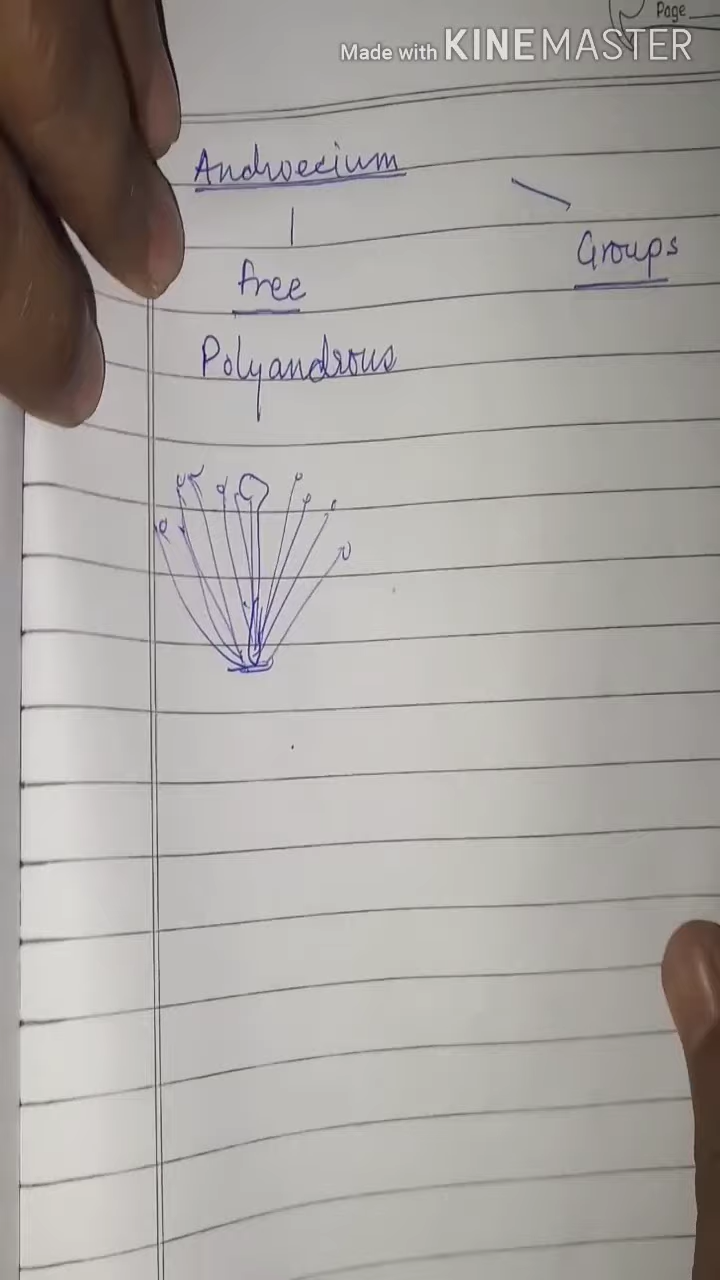 Page
Made with KINEMASTER
Androecium
Groups
free
Polyandrous